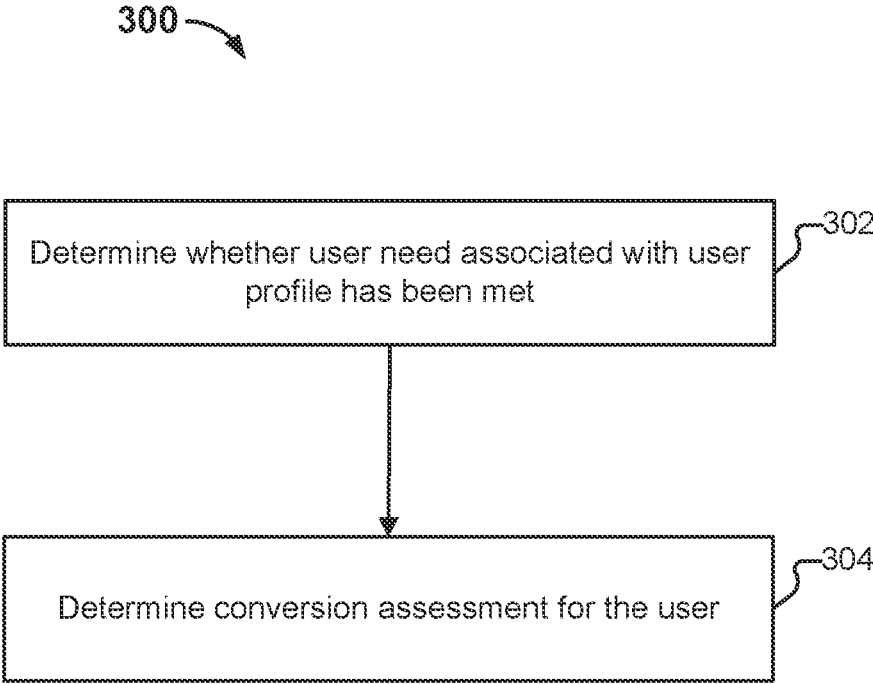 300
Determine whether user need associated with user
profile has been met
302
Determine conversion assessment for the user
304